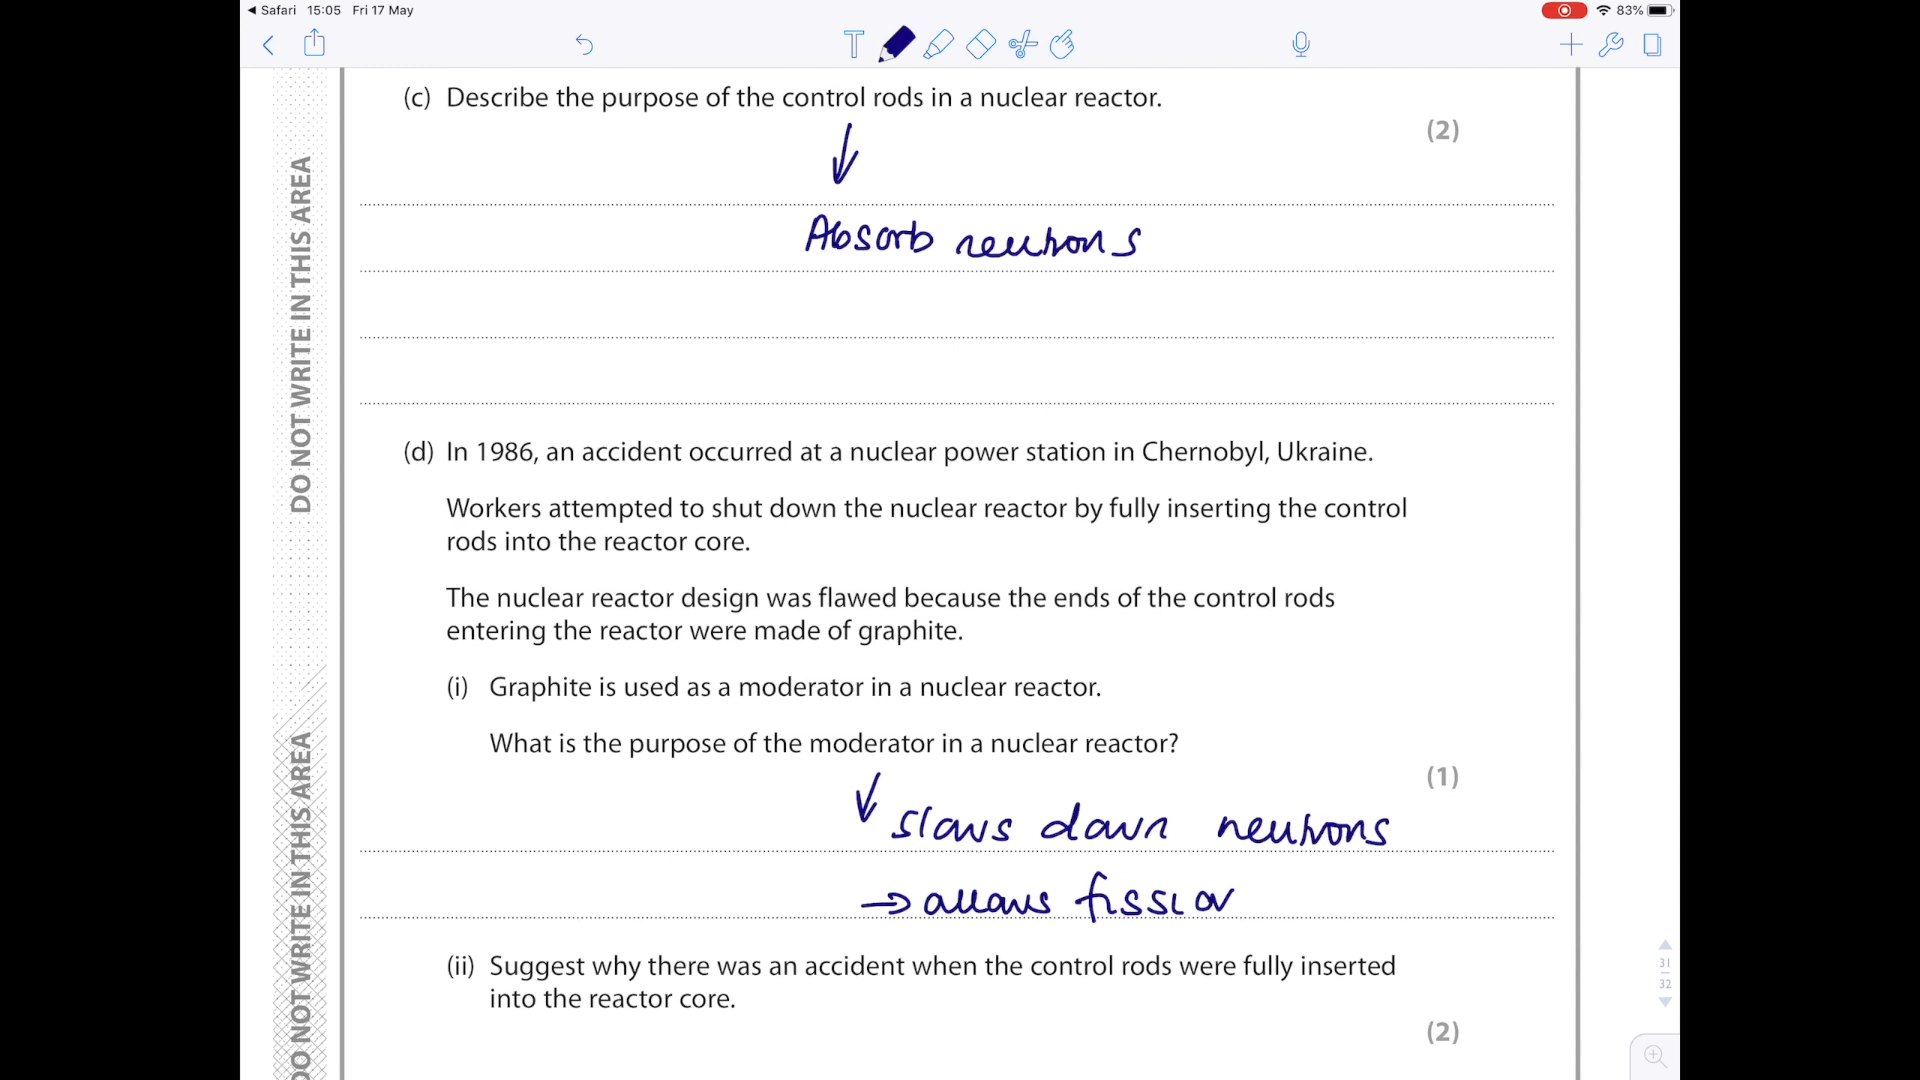 Safari 15:05 Fri 17 May
83%
T
(c) Describe the purpose of the control rods in a nuclear reactor.
(2)
Absorb neutrons
(d) In 1986, an accident occurred at a nuclear power station in Chernobyl, Ukraine.
Workers attempted to shut down the nuclear reactor by fully inserting the control
rods into the reactor core.
The nuclear reactor design was flawed because the ends of the control rods
entering the reactor were made of graphite.
(i) Graphite is used as a moderator in a nuclear reactor.
What is the purpose of the moderator in a nuclear reactor?
(1)
slows down neutrons
→ allows fission
(ii) Suggest why there was an accident when the control rods were fully inserted
into the reactor core.
(2)
DO NOT WRITE IN THIS AREA
DO NOT WRITE IN THIS AREA
31
32